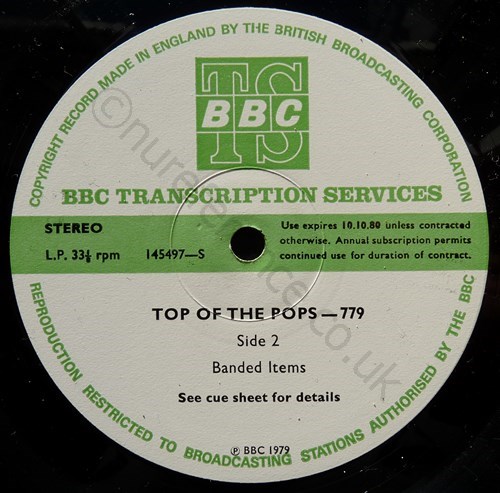 COPYRIGHT RECORD MADE IN ENGLAND BY THE BRITISH BROADCASTING CORPORATION
TS
BBC
BBC TRANSCRIPTION SERVICES
STEREO
L.P. 33⅓ rpm
145497—S
Use expires 10.10.80 unless contracted
otherwise. Annual subscription permits
continued use for duration of contract.
TOP OF THE POPS—779
Side 2
Banded Items
See cue sheet for details
℗ BBC 1979
REPRODUCTION RESTRICTED TO BROADCASTING STATIONS AUTHORISED BY THE BBC